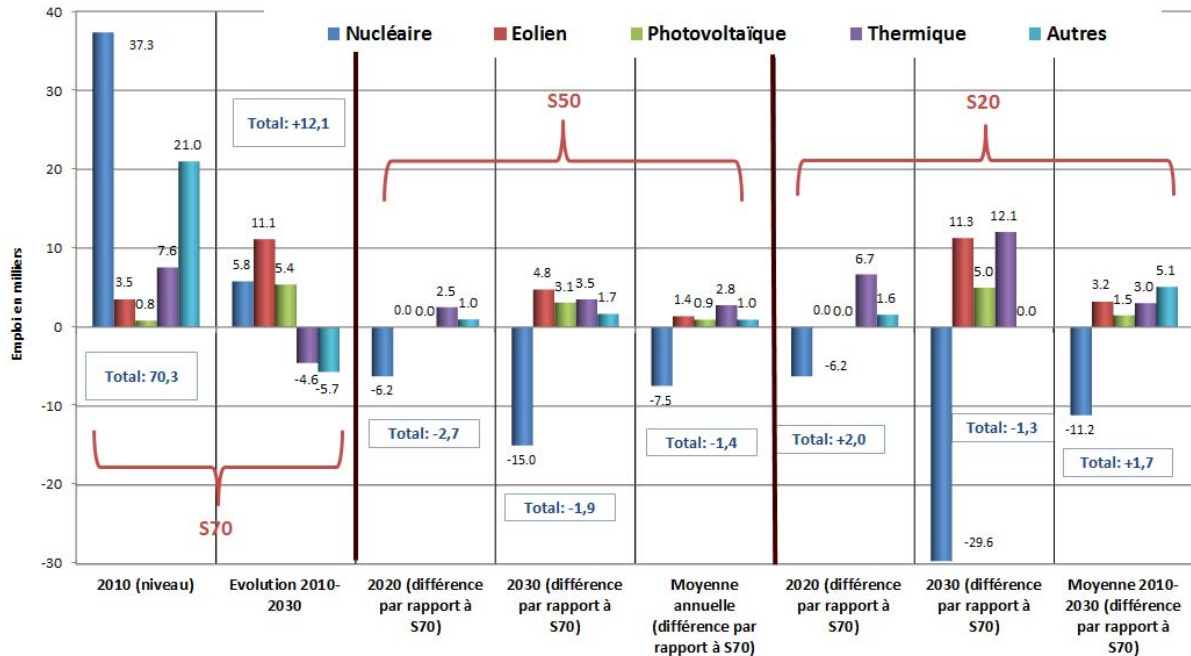 Nucléaire Eolien Photovoltaïque Thermique Autres
Emploi en milliers
40
30
20
10
0
-10
-20
-30
37.3
3.5
0.8
7.6
21.0
Total: 70,3
S70
Total: +12,1
5.8
11.1
5.4
-4.6
-5.7
S50
-6.2
0.0
0.0
2.5
1.0
Total: -2,7
-15.0
4.8
3.1
3.5
1.7
Total: -1,9
-7.5
1.4
0.9
2.8
1.0
Total: -1,4
S20
-6.2
0.0
0.0
6.7
1.6
Total: +2,0
-29.6
11.3
5.0
12.1
0.0
Total: -1,3
-11.2
3.2
1.5
3.0
5.1
Total: +1,7
2010 (niveau)
Evolution 2010-
2030
2020 (différence
par rapport à
S70)
2030 (différence
par rapport à
S70)
Moyenne
annuelle
(différence par
rapport à S70)
2020 (différence
par rapport à
S70)
2030 (différence
par rapport à
S70)
Moyenne 2010-
2030 (différence
par rapport à
S70)